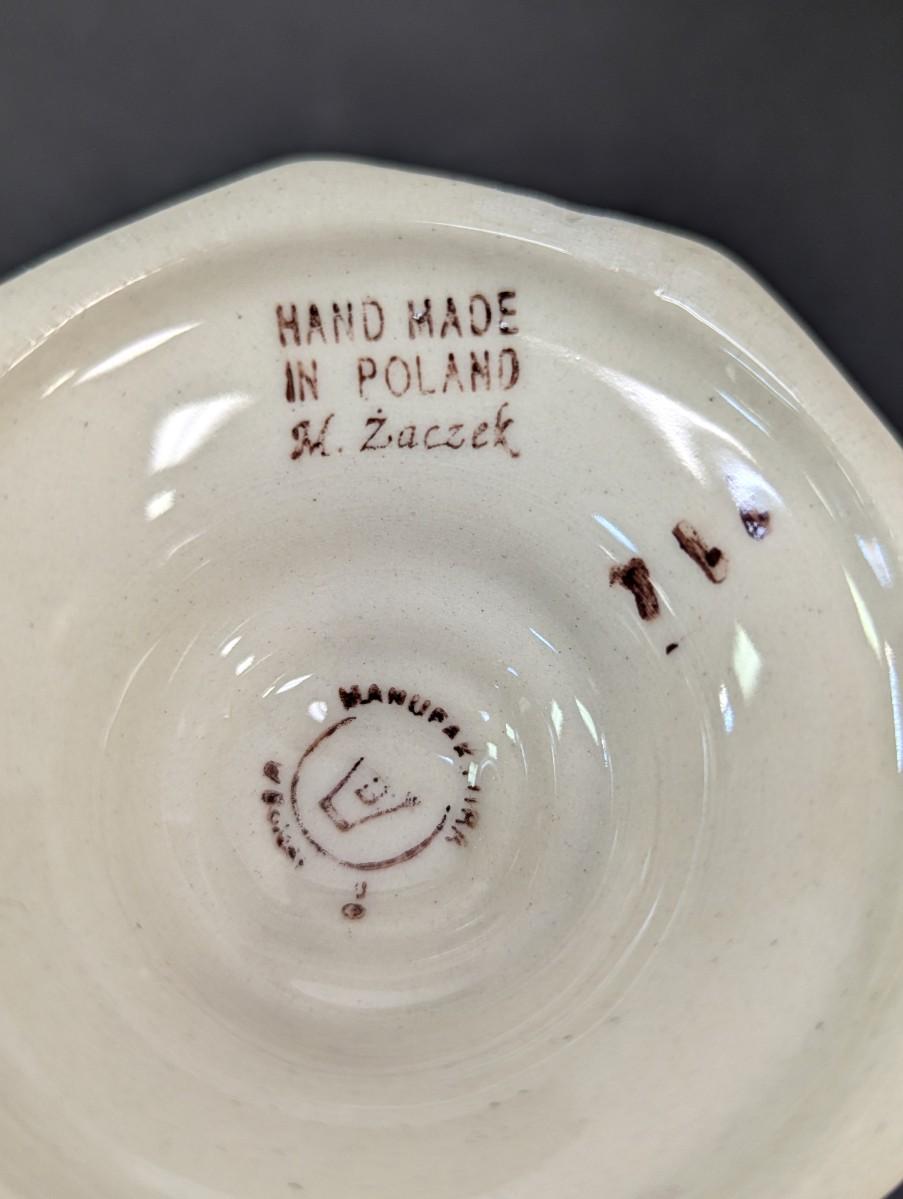 HAND MADE
IN POLAND
M. Żaczek
MANUFAKTURA